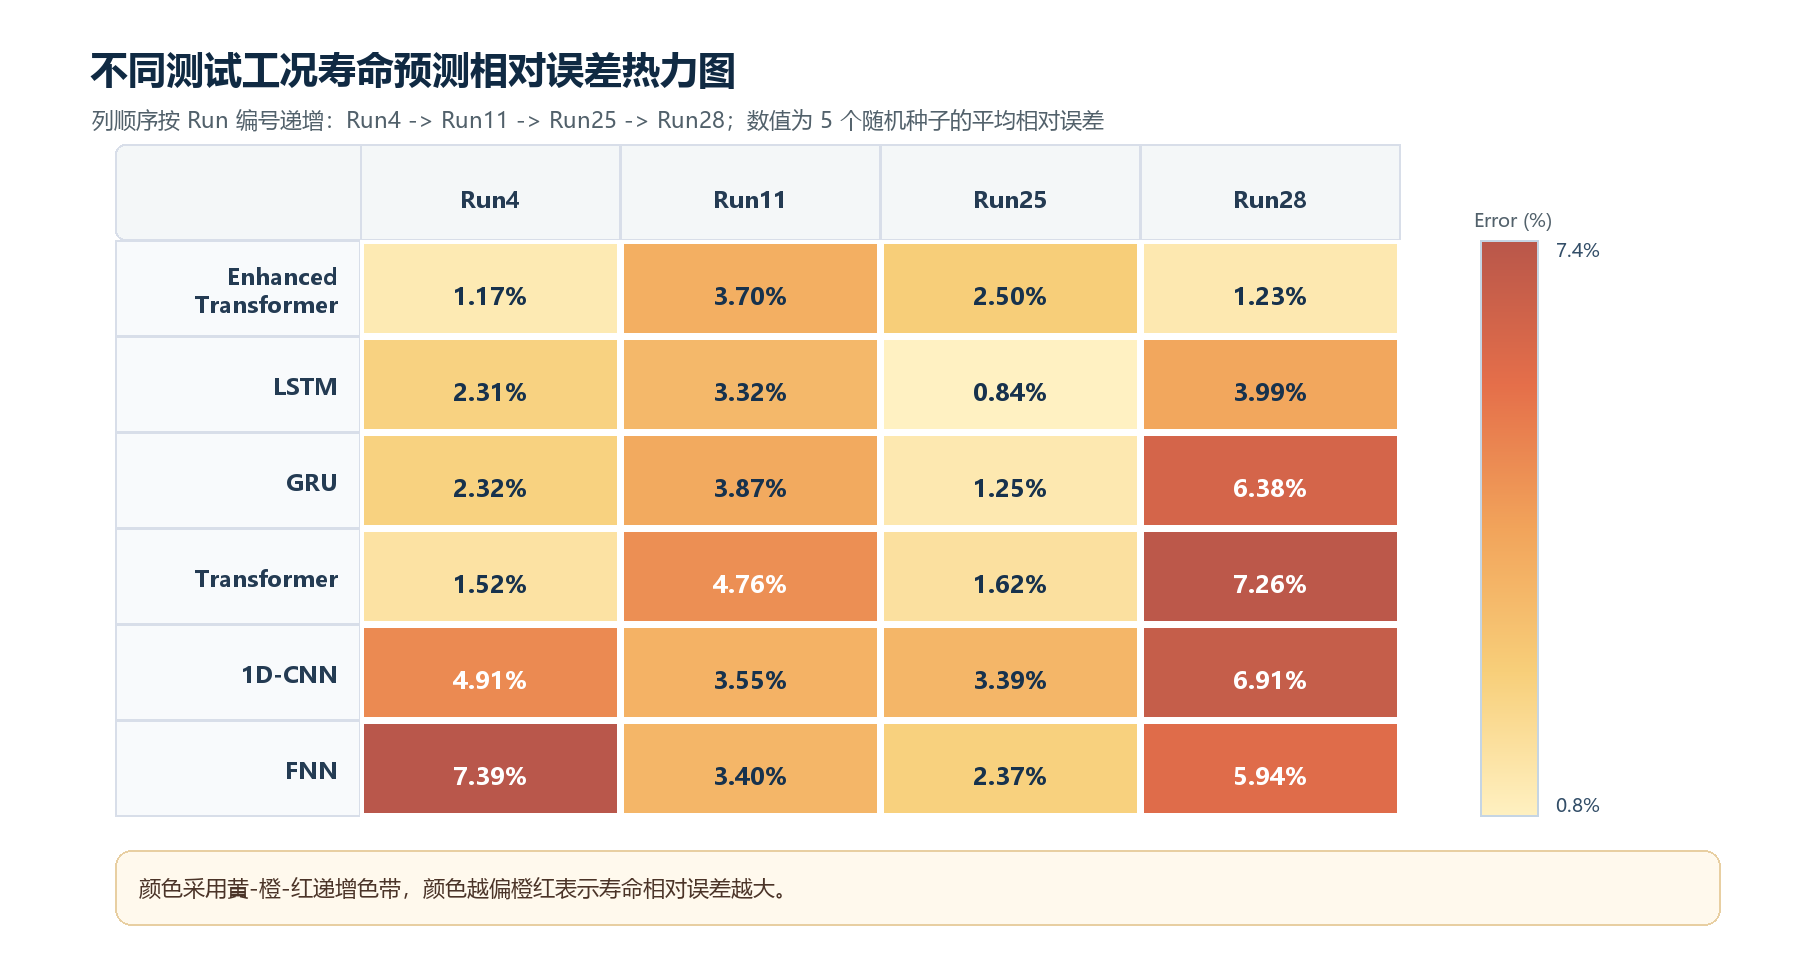 不同测试工况寿命预测相对误差热力图
列顺序按 Run 编号递增：Run4 -> Run11 -> Run25 -> Run28；数值为 5 个随机种子的平均相对误差
Run4 Run11 Run25 Run28
Error (%)
7.4%
Enhanced
Transformer
1.17% 3.70% 2.50% 1.23%
LSTM 2.31% 3.32% 0.84% 3.99%
GRU 2.32% 3.87% 1.25% 6.38%
Transformer 1.52% 4.76% 1.62% 7.26%
1D-CNN 4.91% 3.55% 3.39% 6.91%
FNN 7.39% 3.40% 2.37% 5.94%
0.8%
颜色采用黄-橙-红递增色带，颜色越偏橙红表示寿命相对误差越大。